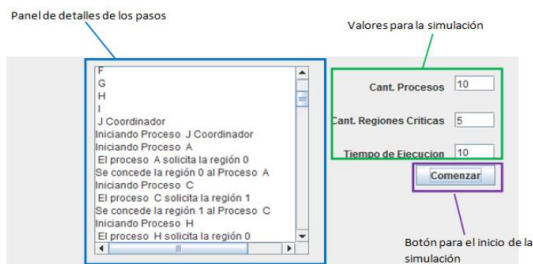 Panel de detalles de los pasos
Valores para la simulación
F
G
H
I
J Coordinador
Iniciando Proceso J Coordinador
Iniciando Proceso A
El proceso A solicita la región 0
Se concede la región 0 al Proceso A
Iniciando Proceso C
El proceso C solicita la región 1
Se concede la región 1 al Proceso C
Iniciando Proceso H
El proceso H solicita la región 0
Cant. Procesos 10
Cant. Regiones Criticas 5
Tiempo de Ejecucion 10
Comenzar
Botón para el inicio de la
simulación